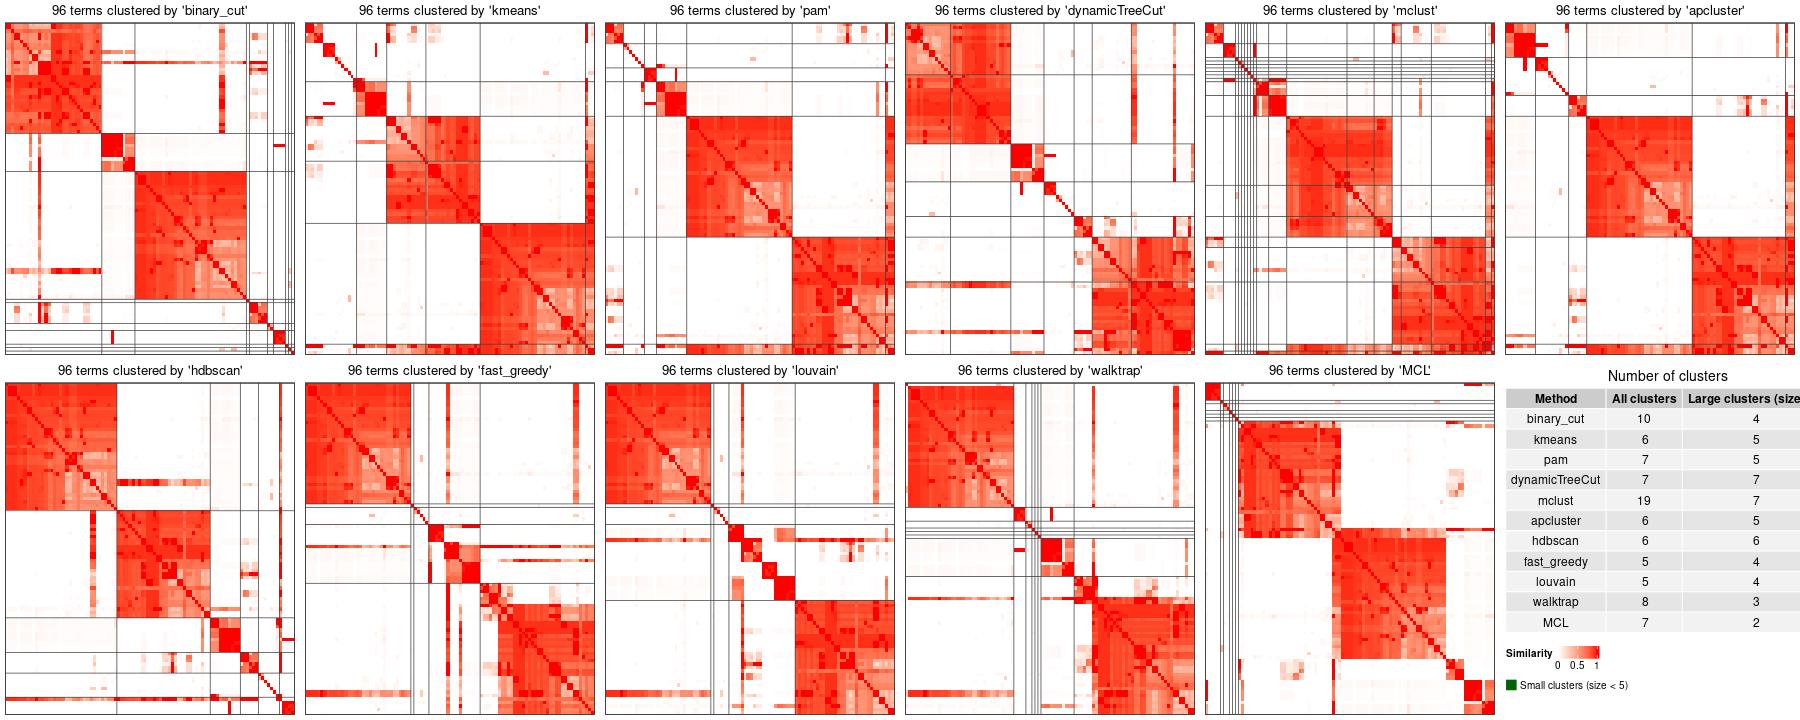 96 terms clustered by 'binary_cut'
96 terms clustered by 'kmeans'
96 terms clustered by 'pam'
96 terms clustered by 'dynamicTreeCut'
96 terms clustered by 'mclust'
96 terms clustered by 'apcluster'
96 terms clustered by 'hdbscan'
96 terms clustered by 'fast_greedy'
96 terms clustered by 'louvain'
96 terms clustered by 'walktrap'
96 terms clustered by 'MCL'
Number of clusters
Method All clusters Large clusters (size
binary_cut 10 4
kmeans 6 5
pam 7 5
dynamicTreeCut 7 7
mclust 19 7
apcluster 6 5
hdbscan 6 6
fast_greedy 5 4
louvain 5 4
walktrap 8 3
MCL 7 2
Similarity
0 0.5 1
Small clusters (size < 5)